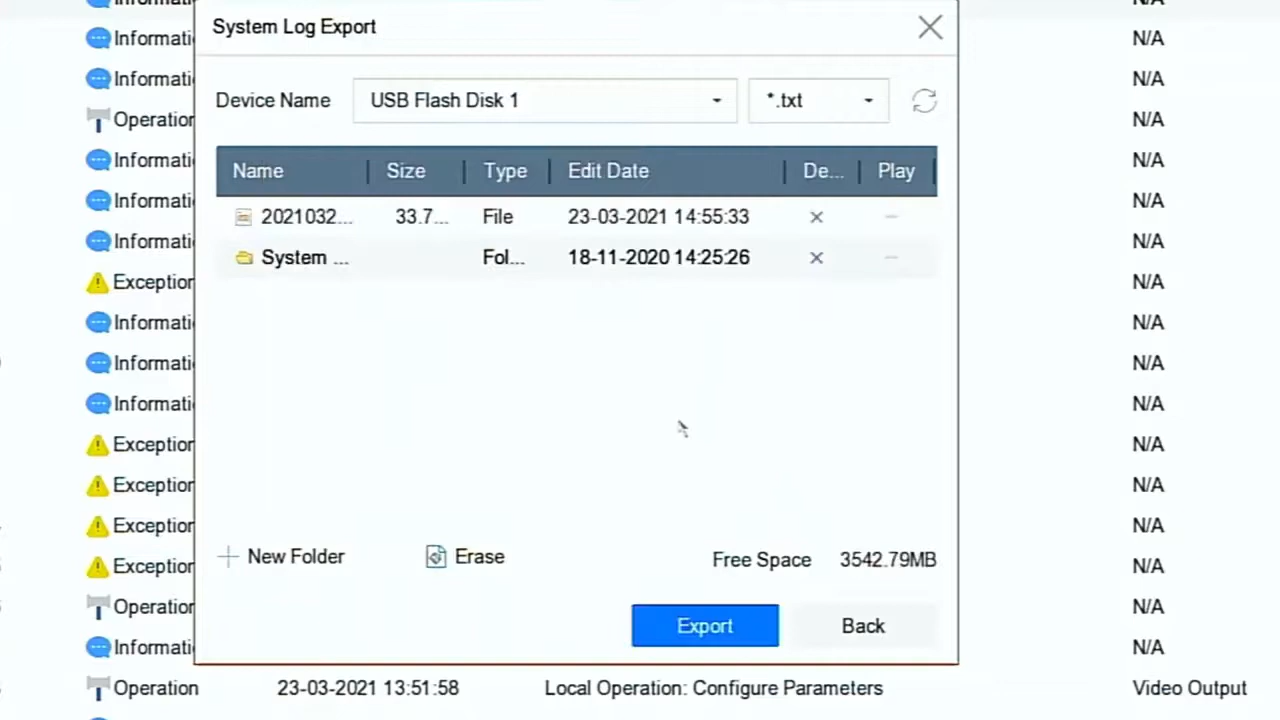 Informati N/A
System Log Export
Informati N/A
Informati N/A
Device Name USB Flash Disk 1 *.txt
Operation N/A
Informati N/A
Name Size Type Edit Date De... Play
Informati N/A
2021032... 33.7... File 23-03-2021 14:55:33
Informati N/A
System ... Fol... 18-11-2020 14:25:26
Exception N/A
Informati N/A
Informati N/A
Informati N/A
Exception N/A
Exception N/A
Exception N/A
New Folder Erase Free Space 3542.79MB
Exception N/A
Operation N/A
Export Back
Informati N/A
Operation 23-03-2021 13:51:58 Local Operation: Configure Parameters Video Output